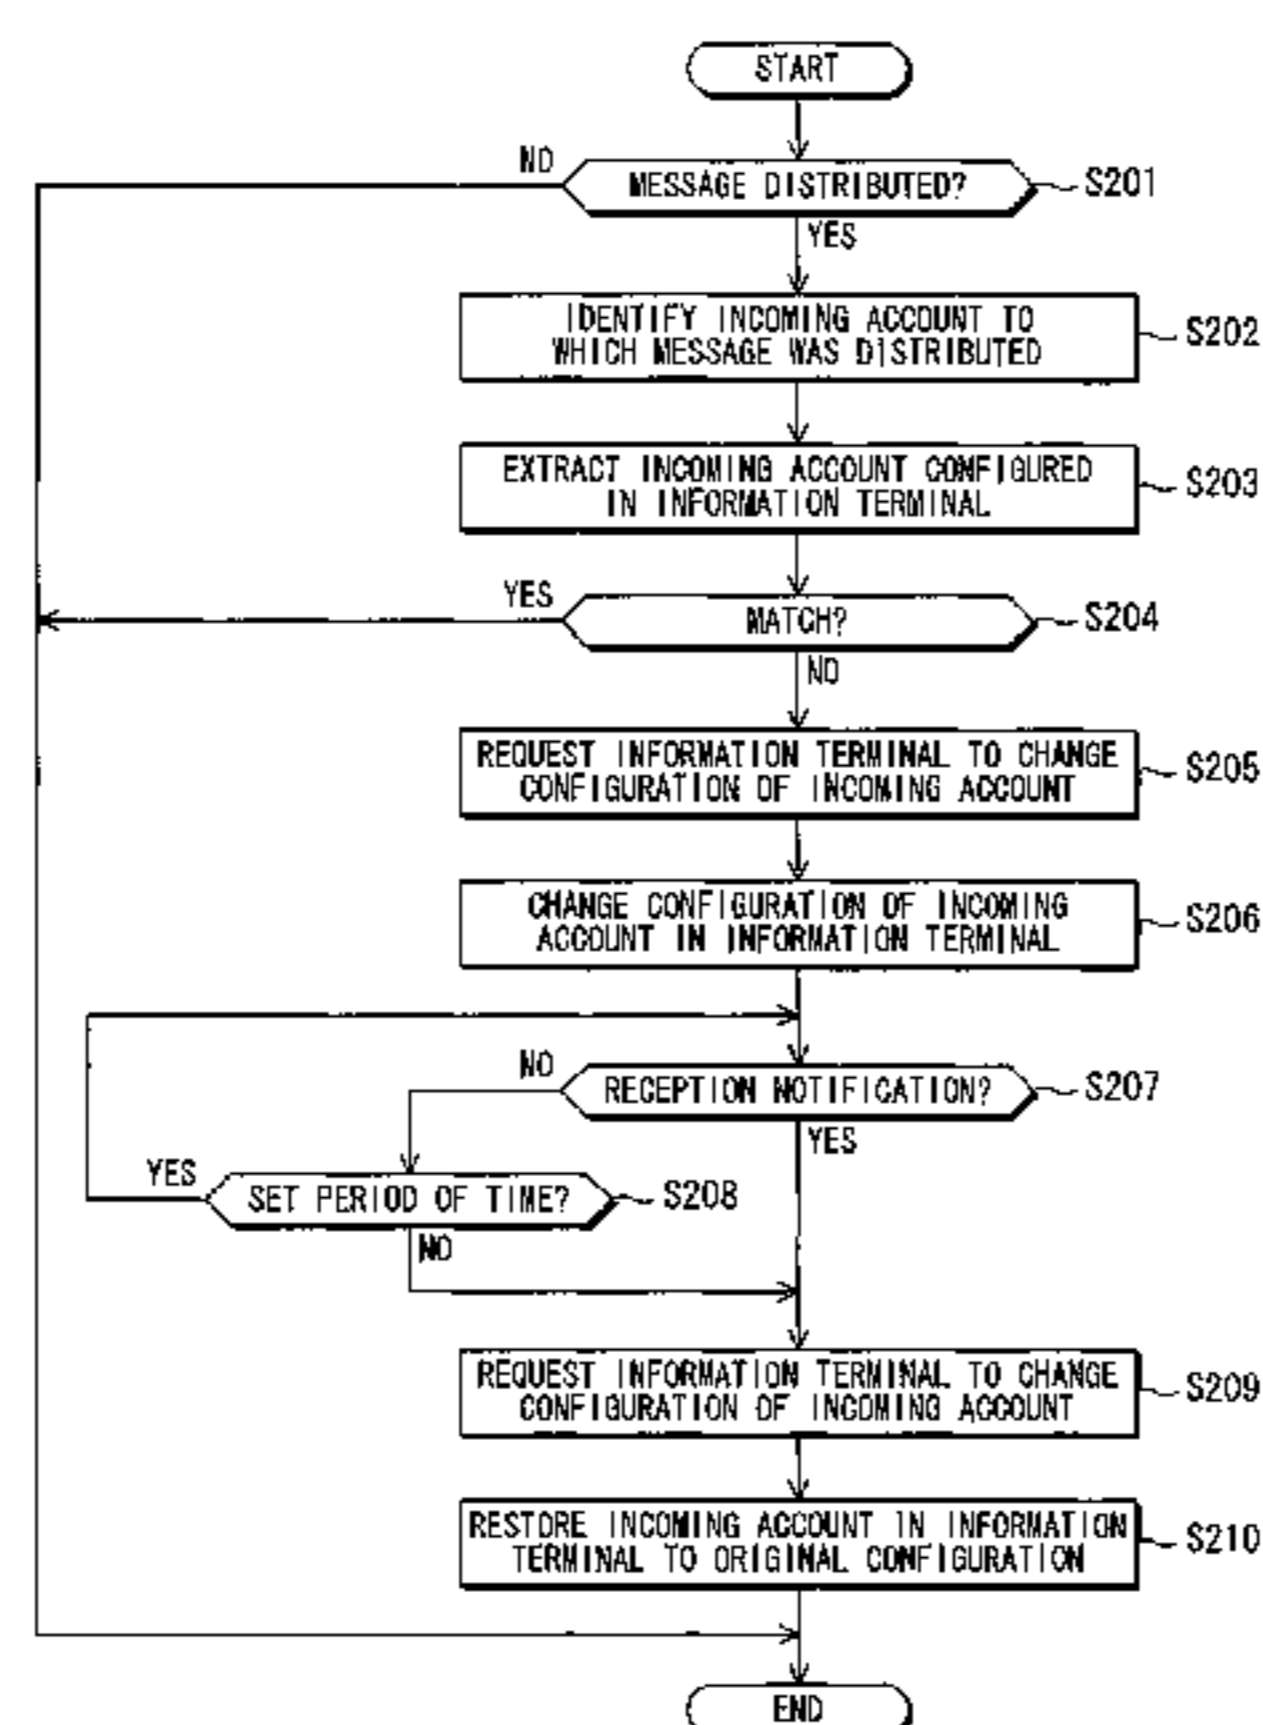 START
NO
MESSAGE DISTRIBUTED?
S201
YES
IDENTIFY INCOMING ACCOUNT TO
WHICH MESSAGE WAS DISTRIBUTED
S202
EXTRACT INCOMING ACCOUNT CONFIGURED
IN INFORMATION TERMINAL
S203
YES
MATCH?
S204
NO
REQUEST INFORMATION TERMINAL TO CHANGE
CONFIGURATION OF INCOMING ACCOUNT
S205
CHANGE CONFIGURATION OF INCOMING
ACCOUNT IN INFORMATION TERMINAL
S206
NO
RECEPTION NOTIFICATION?
S207
YES
YES
SET PERIOD OF TIME?
S208
NO
REQUEST INFORMATION TERMINAL TO CHANGE
CONFIGURATION OF INCOMING ACCOUNT
S209
RESTORE INCOMING ACCOUNT IN INFORMATION
TERMINAL TO ORIGINAL CONFIGURATION
S210
END